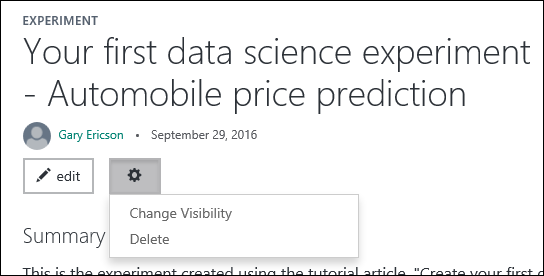 EXPERIMENT
Your first data science experiment
- Automobile price prediction
Gary Ericson • September 29, 2016
edit
Change Visibility
Summary
Delete
This is the experiment created using the tutorial article, "Create your first